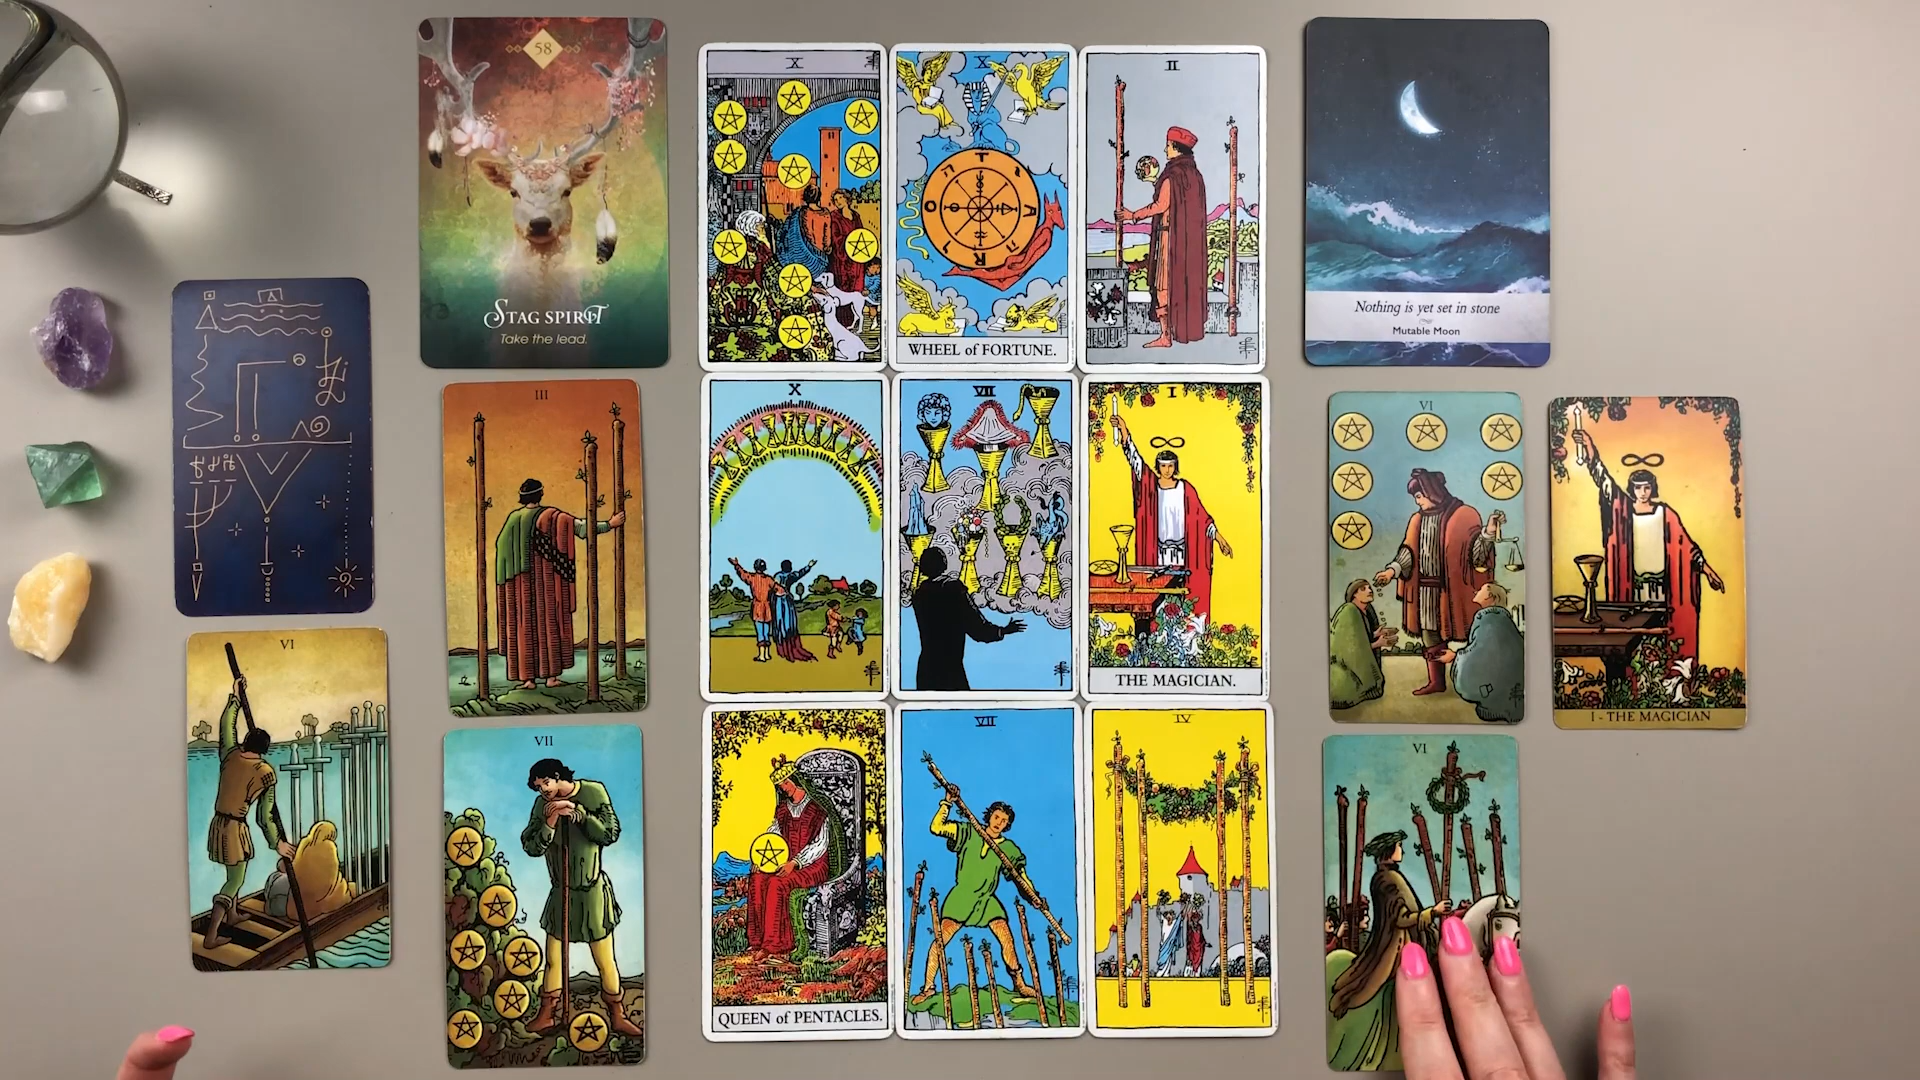 58
STAG SPIRIT
Take the lead.
X
X
WHEEL of FORTUNE.
II
Nothing is yet set in stone
Mutable Moon
III
X
VII
I
THE MAGICIAN.
VI
I - THE MAGICIAN
VI
VII
QUEEN of PENTACLES.
VII
IV
VI